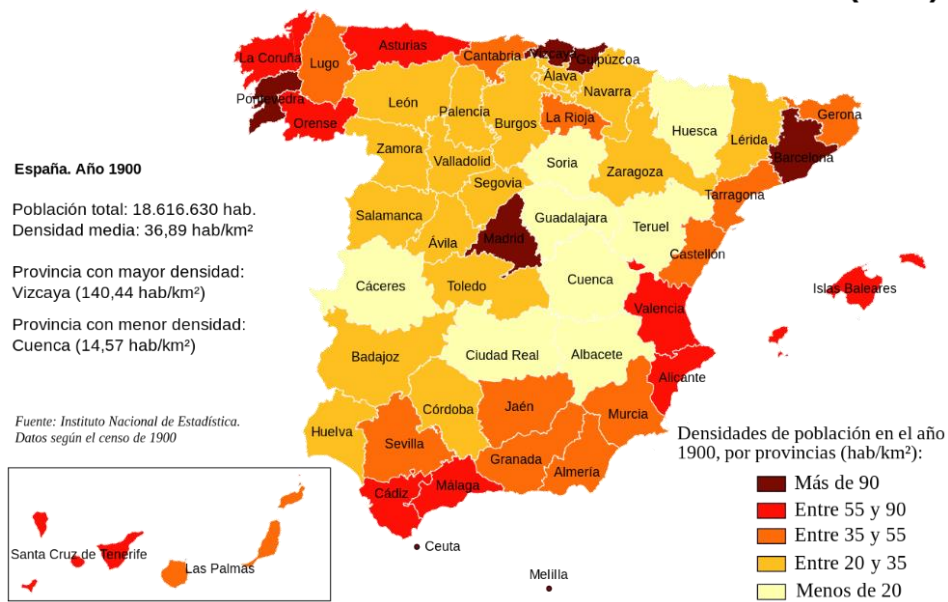 España. Año 1900
Población total: 18.616.630 hab.
Densidad media: 36,89 hab/km²
Provincia con mayor densidad:
Vizcaya (140,44 hab/km²)
Provincia con menor densidad:
Cuenca (14,57 hab/km²)
Fuente: Instituto Nacional de Estadística.
Datos según el censo de 1900
La Coruña
Lugo
Asturias
Cantabria
Vizcaya
Guipúzcoa
Álava
Navarra
Pontevedra
Orense
León
Palencia
Burgos
La Rioja
Huesca
Lérida
Gerona
Barcelona
Zamora
Valladolid
Soria
Zaragoza
Tarragona
Segovia
Salamanca
Ávila
Madrid
Guadalajara
Teruel
Castellón
Cáceres
Toledo
Cuenca
Valencia
Islas Baleares
Badajoz
Ciudad Real
Albacete
Alicante
Huelva
Sevilla
Córdoba
Jaén
Murcia
Granada
Almería
Cádiz
Málaga
Ceuta
Melilla
Santa Cruz de Tenerife
Las Palmas
Densidades de población en el año
1900, por provincias (hab/km²):
Más de 90
Entre 55 y 90
Entre 35 y 55
Entre 20 y 35
Menos de 20